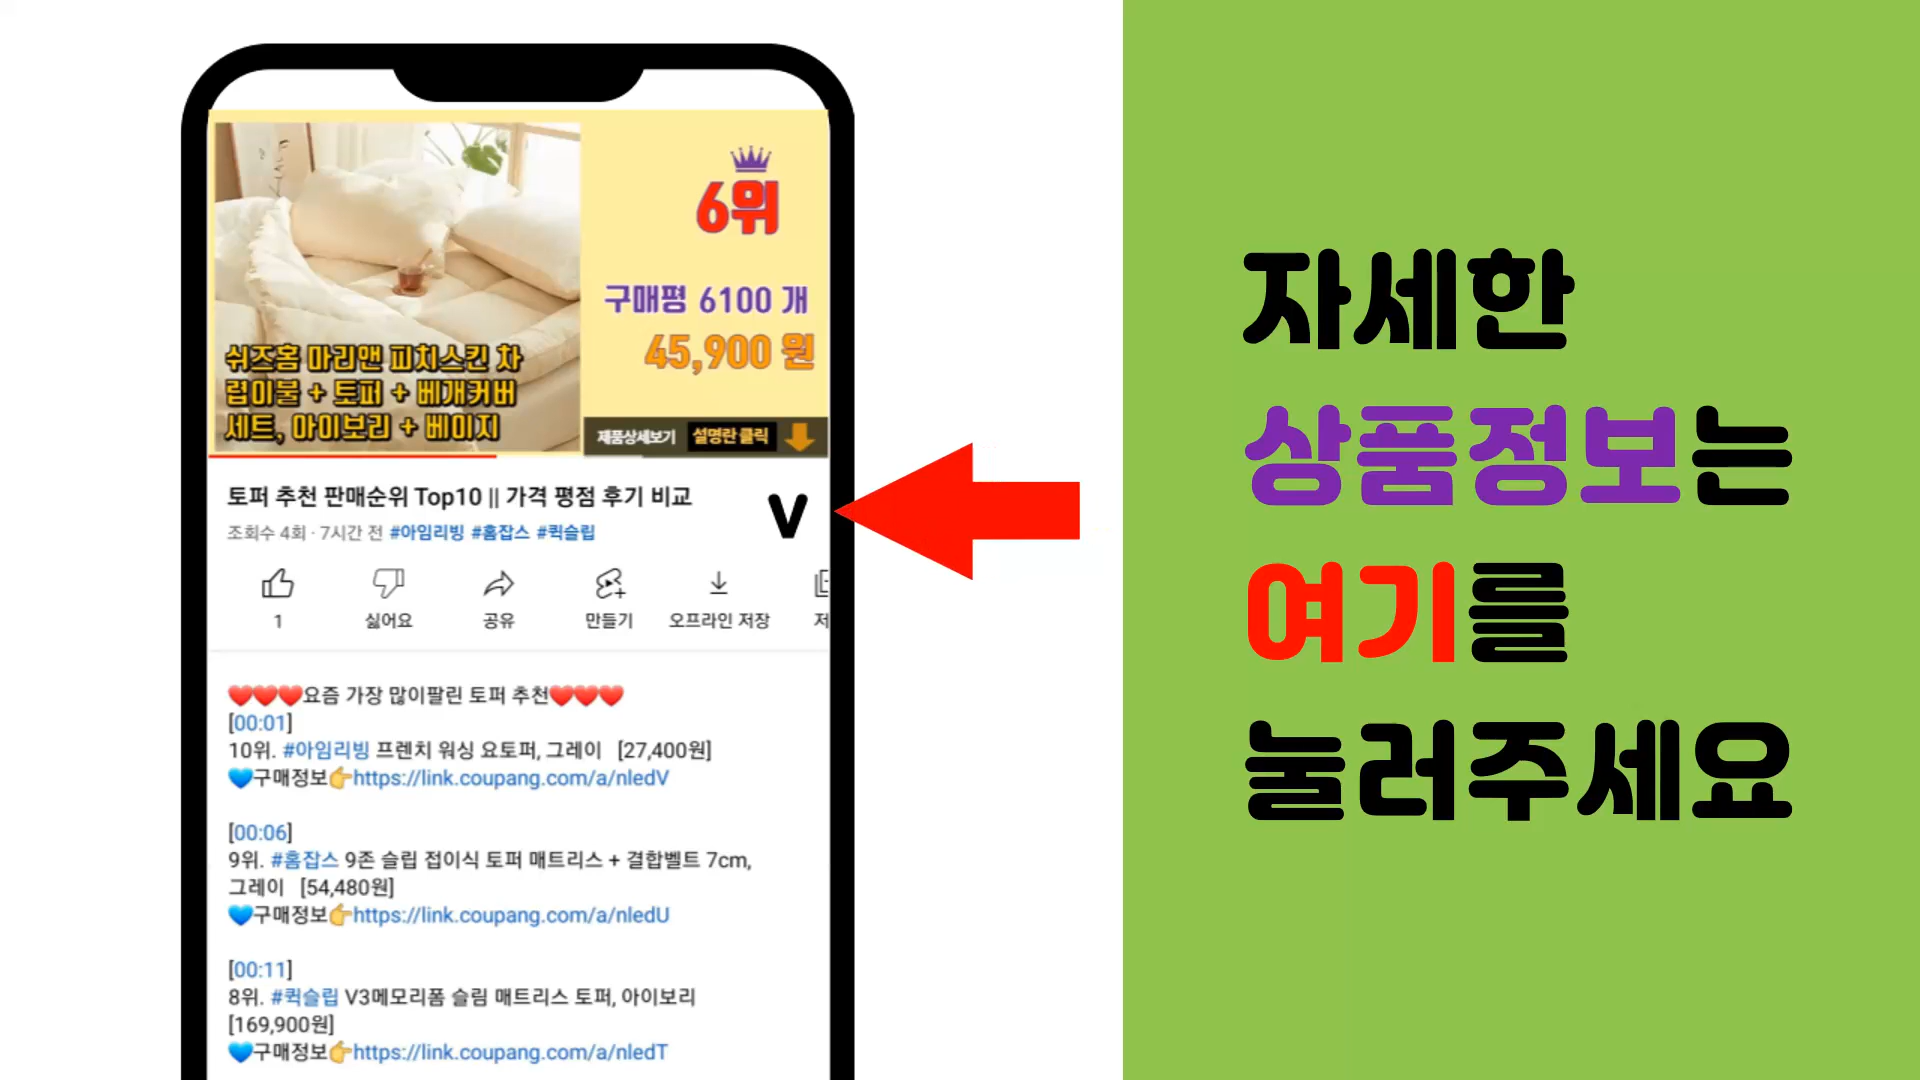 6위
구매평 6100 개
45,900 원
쉬즈홈 마리앤 피치스킨 차
렵이불 + 토퍼 + 베개커버
세트, 아이보리 + 베이지
제품상세보기 설명란 클릭
토퍼 추천 판매순위 Top10 || 가격 평점 후기 비교
V
조회수 4회 · 7시간 전 #아임리빙 #홈잡스 #퀵슬립
1 싫어요 공유 만들기 오프라인 저장 저
❤️❤️❤️요즘 가장 많이팔린 토퍼 추천❤️❤️❤️
[00:01]
10위. #아임리빙 프렌치 워싱 요토퍼, 그레이 [27,400원]
💙구매정보👉https://link.coupang.com/a/nledV
[00:06]
9위. #홈잡스 9존 슬립 접이식 토퍼 매트리스 + 결합벨트 7cm,
그레이 [54,480원]
💙구매정보👉https://link.coupang.com/a/nledU
[00:11]
8위. #퀵슬립 V3메모리폼 슬림 매트리스 토퍼, 아이보리
[169,900원]
💙구매정보👉https://link.coupang.com/a/nledT
자세한
상품정보는
여기를
눌러주세요